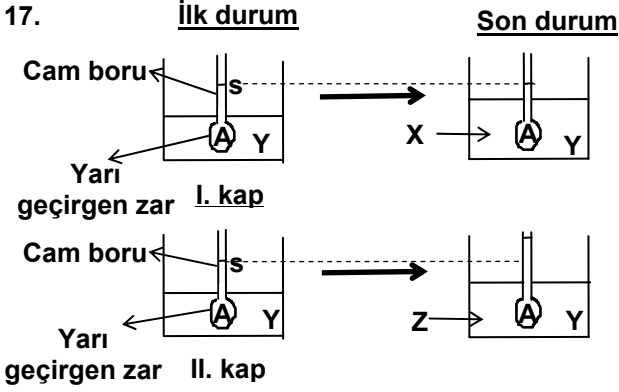 17. İlk durum Son durum
Cam boru s
A Y X A Y
Yarı
geçirgen zar I. kap
Cam boru s
A Y Z A Y
Yarı
geçirgen zar II. kap